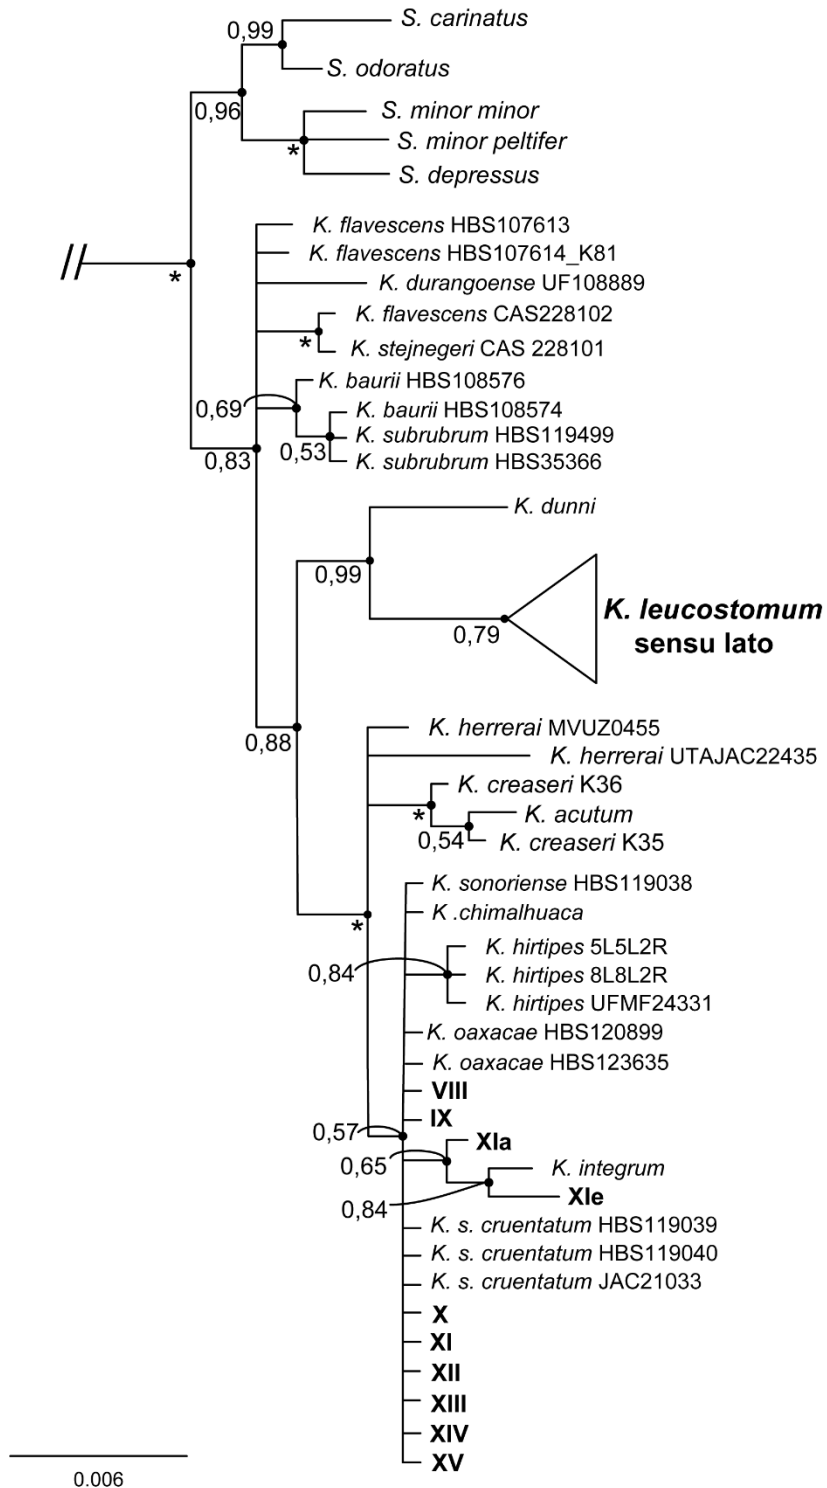 S. carinatus
0,99
S. odoratus
0,96
S. minor minor
S. minor peltifer
*
S. depressus
K. flavescens HBS107613
K. flavescens HBS107614_K81
//
*
K. durangoense UF108889
K. flavescens CAS228102
*
K. stejnegeri CAS 228101
K. baurii HBS108576
0,69
K. baurii HBS108574
K. subrubrum HBS119499
0,53
0,83
K. subrubrum HBS35366
K. dunni
0,99
K. leucostomum
sensu lato
0,79
K. herrerai MVUZ0455
0,88
K. herrerai UTAJAC22435
K. creaseri K36
*
K. acutum
0,54
K. creaseri K35
K. sonoriense HBS119038
K .chimalhuaca
*
K. hirtipes 5L5L2R
0,84
K. hirtipes 8L8L2R
K. hirtipes UFMF24331
K. oaxacae HBS120899
K. oaxacae HBS123635
VIII
IX
0,57
XIa
0,65
K. integrum
XIe
0,84
K. s. cruentatum HBS119039
K. s. cruentatum HBS119040
K. s. cruentatum JAC21033
X
XI
XII
XIII
XIV
XV
0.006